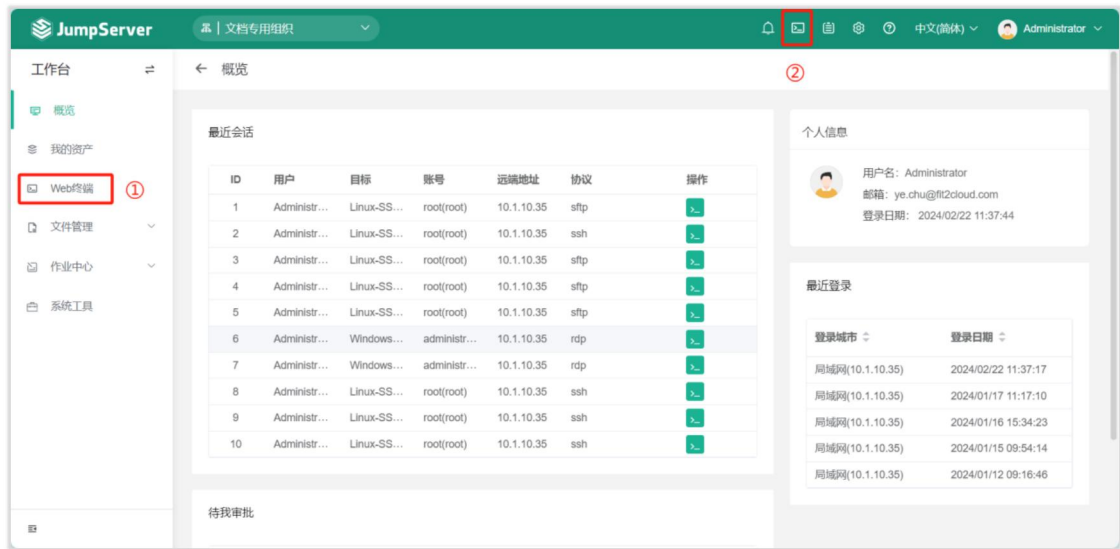 JumpServer
文档专用组织
中文(简体)
Administrator
工作台
概览
②
概览
我的资产
Web终端
①
文件管理
作业中心
系统工具
最近会话
ID 用户 目标 账号 远端地址 协议 操作
1 Administr... Linux-SS... root(root) 10.1.10.35 sftp
2 Administr... Linux-SS... root(root) 10.1.10.35 ssh
3 Administr... Linux-SS... root(root) 10.1.10.35 sftp
4 Administr... Linux-SS... root(root) 10.1.10.35 sftp
5 Administr... Linux-SS... root(root) 10.1.10.35 sftp
6 Administr... Windows... administr... 10.1.10.35 rdp
7 Administr... Windows... administr... 10.1.10.35 rdp
8 Administr... Linux-SS... root(root) 10.1.10.35 ssh
9 Administr... Linux-SS... root(root) 10.1.10.35 ssh
10 Administr... Linux-SS... root(root) 10.1.10.35 ssh
待我审批
个人信息
用户名: Administrator
邮箱: ye.chu@fit2cloud.com
登录日期: 2024/02/22 11:37:44
最近登录
登录城市 登录日期
局域网(10.1.10.35) 2024/02/22 11:37:17
局域网(10.1.10.35) 2024/01/17 11:17:10
局域网(10.1.10.35) 2024/01/16 15:34:23
局域网(10.1.10.35) 2024/01/15 09:54:14
局域网(10.1.10.35) 2024/01/12 09:16:46